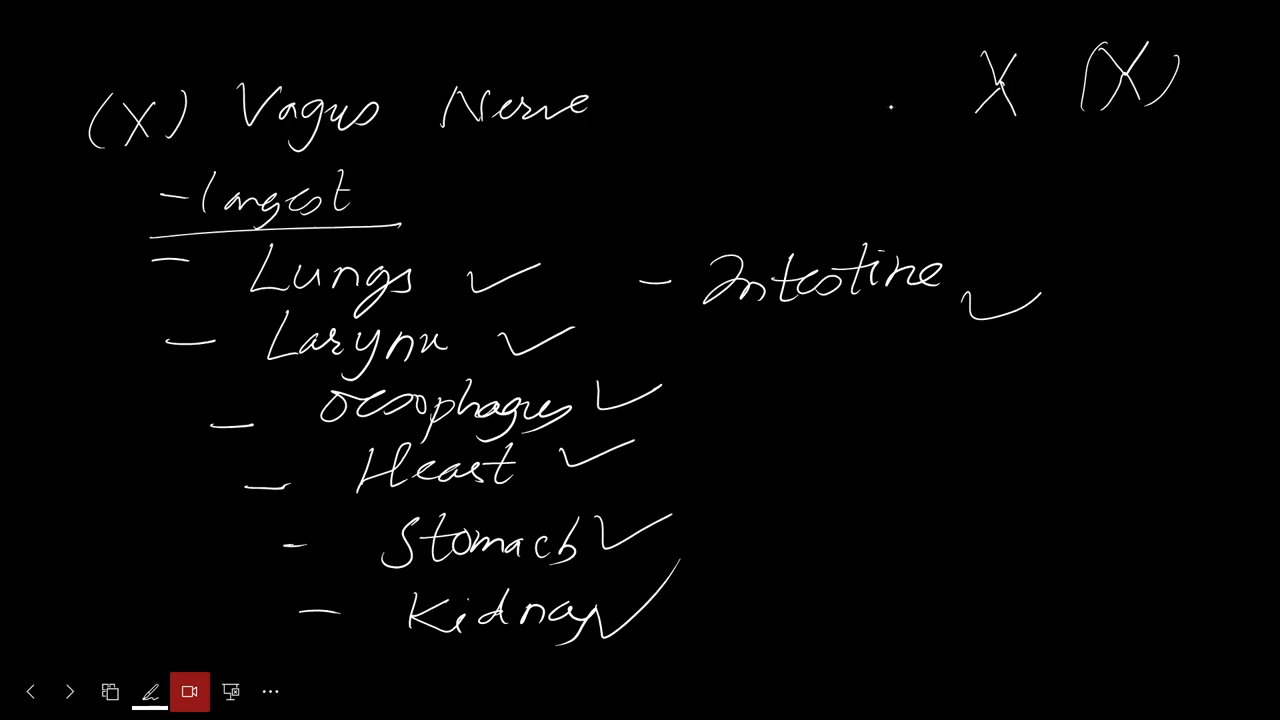 X (X)
(X) Vagus Nerve
- largest
= Lungs ✓ - Intestine ✓
- Larynx ✓
- Oesophagus ✓
- Heart ✓
- Stomach ✓
- Kidney ✓